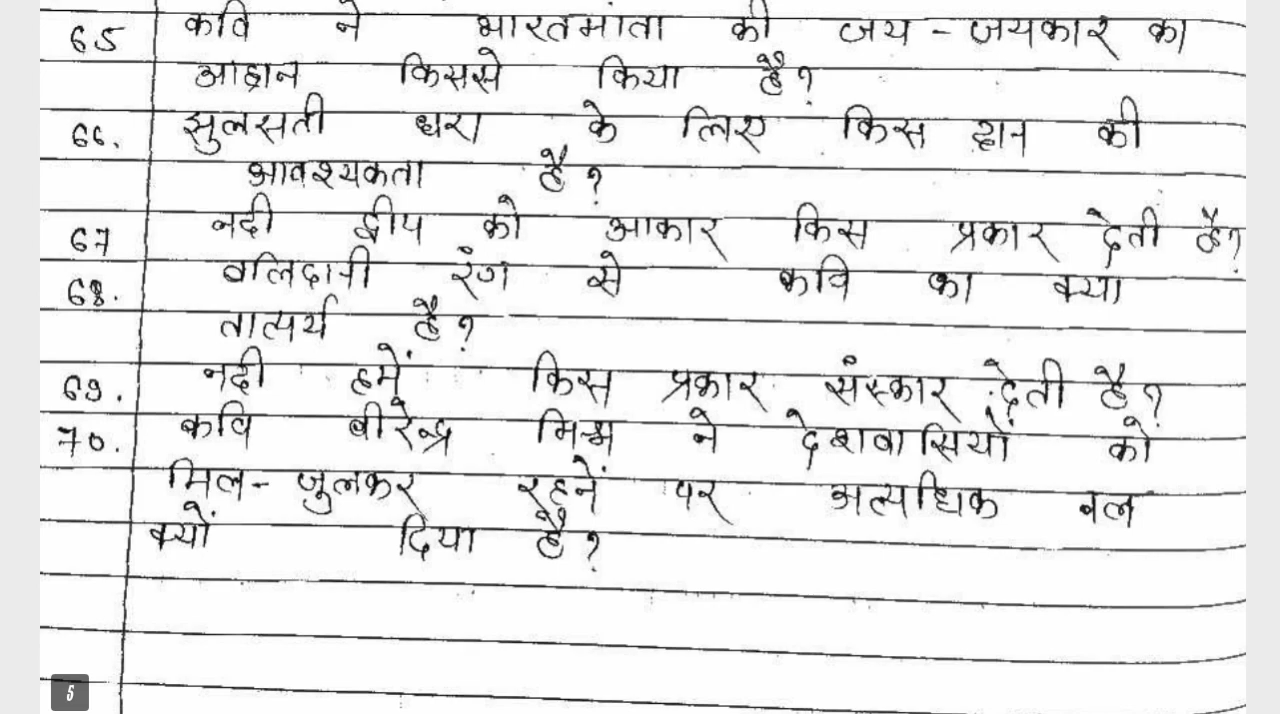 65 कवि ने भारतमाता की जय - जयकार का
आह्वान किससे किया है?
66. झुलसती धरा के लिए किस दान की
आवश्यकता है?
67 नदी द्वीप को आकार किस प्रकार देती है?
68. बलिदानी रंग से कवि का क्या
तात्पर्य है?
69. नदी हमें किस प्रकार संस्कार देती है?
70. कवि वीरेन्द्र मिश्र ने देशवासियों को
मिल- जुलकर रहनें पर अत्यधिक बल
क्यों दिया है?
5